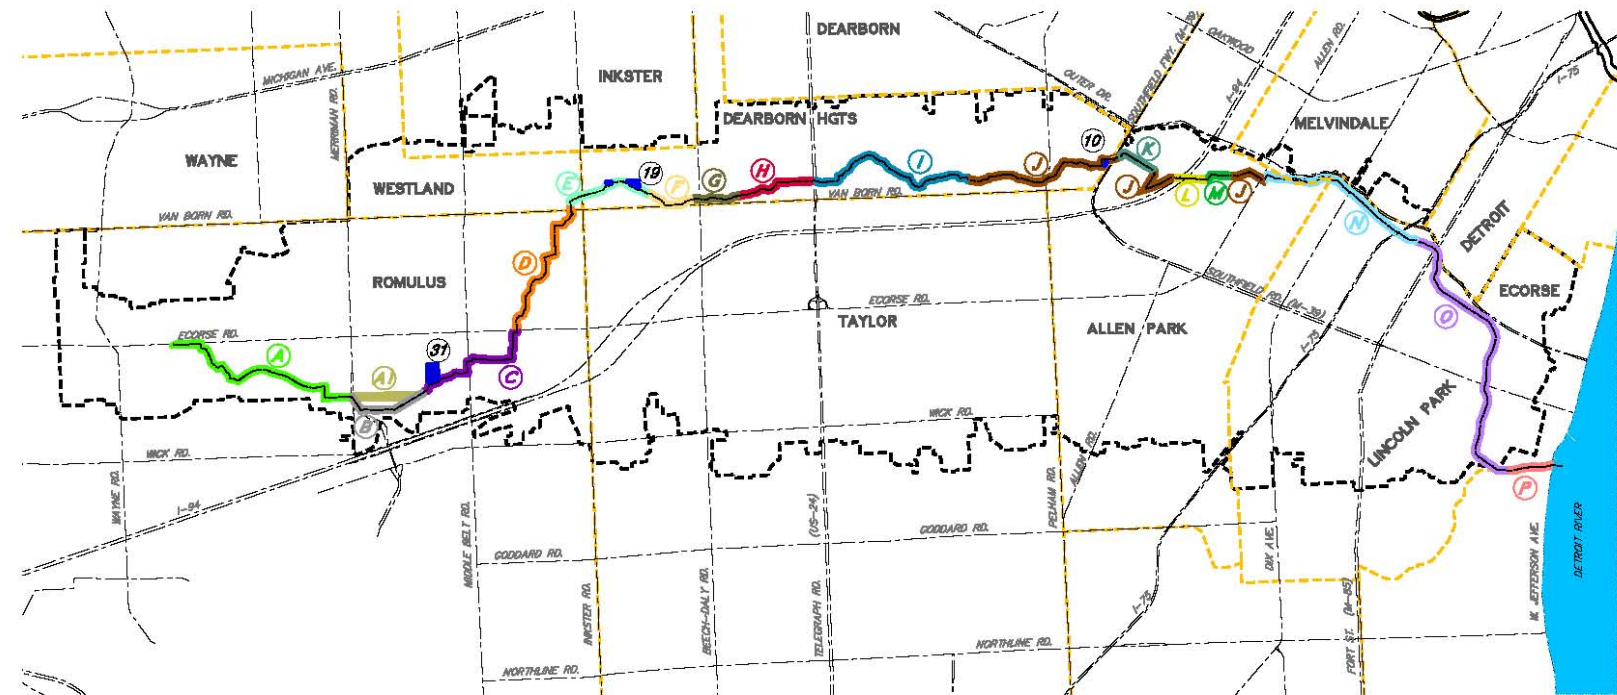 DEARBORN
OAKWOOD
ALLEN RD.
INKSTER
MICHIGAN AVE.
OUTER DR.
SOUTHFIELD FWY. (M-39)
I-94
I-75
MERRIMAN RD.
DEARBORN HGTS
MELVINDALE
WAYNE
10
K
WESTLAND
E
19
F
G
H
I
J
VAN BORN RD.
J
L
M
J
N
VAN BORN RD.
DETROIT
D
ROMULUS
SOUTHFIELD RD. (M-39)
ECORSE
ECORSE RD.
TAYLOR
ALLEN PARK
O
ECORSE RD.
I-75
31
A
A1
C
B
WICK RD.
LINCOLN PARK
WICK RD.
ALLEN RD.
PELHAM RD.
P
WAYNE RD.
I-94
MIDDLE BELT RD.
(US-24)
GODDARD RD.
GODDARD RD.
DIX AVE.
W. JEFFERSON AVE.
DETROIT RIVER
INKSTER RD.
BEECH-DALY RD.
TELEGRAPH RD.
I-75
FORT ST. (M-85)
NORTHLINE RD.
NORTHLINE RD.